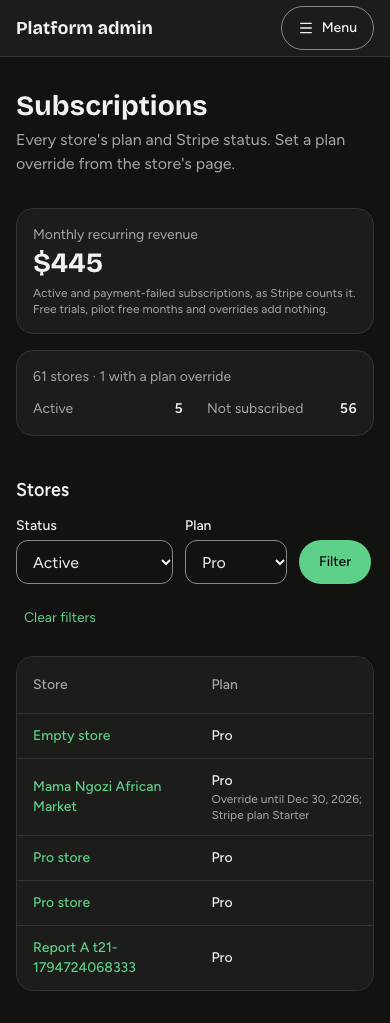 Platform admin
Menu
Subscriptions
Every store's plan and Stripe status. Set a plan
override from the store's page.
Monthly recurring revenue
$445
Active and payment-failed subscriptions, as Stripe counts it.
Free trials, pilot free months and overrides add nothing.
61 stores · 1 with a plan override
Active 5 Not subscribed 56
Stores
Status Plan
Active Pro Filter
Clear filters
Store Plan
Empty store Pro
Mama Ngozi African
Market
Pro
Override until Dec 30, 2026;
Stripe plan Starter
Pro store Pro
Pro store Pro
Report A t21-
1794724068333
Pro